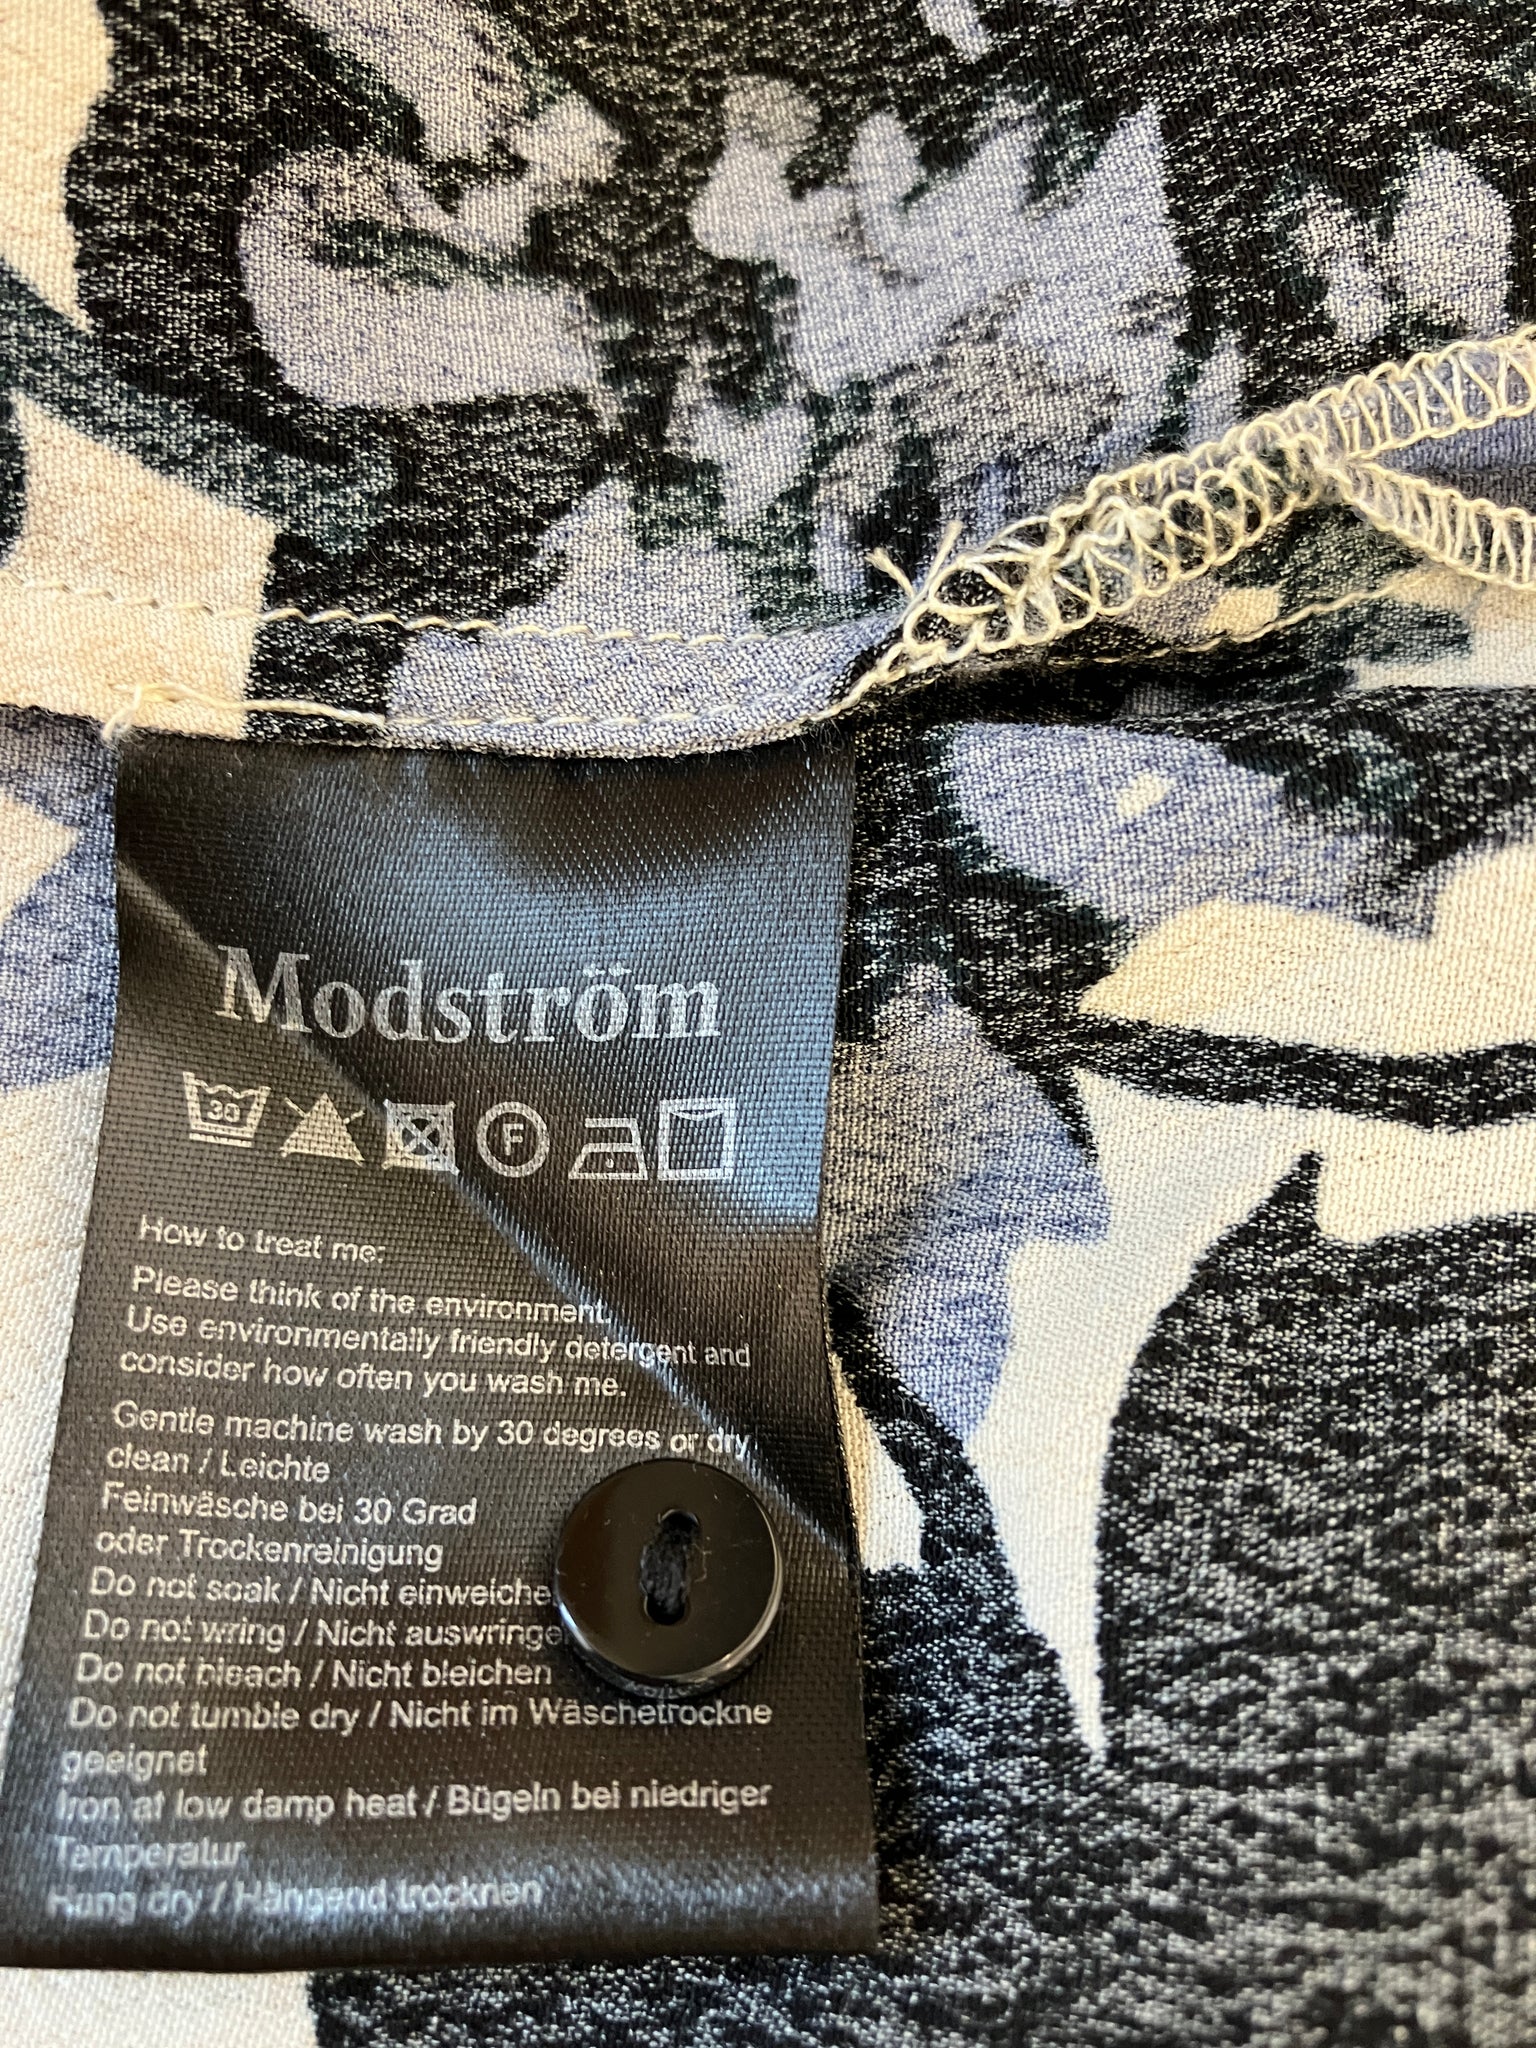 Modström
30 F
How to treat me:
Please think of the environment.
Use environmentally friendly detergent and
consider how often you wash me.
Gentle machine wash by 30 degrees or dry
clean / Leichte
Feinwäsche bei 30 Grad
oder Trockenreinigung
Do not soak / Nicht einweiche
Do not wring / Nicht auswringe
Do not bleach / Nicht bleichen
Do not tumble dry / Nicht im Wäschetrockne
geeignet
Iron at low damp heat / Bügeln bei niedriger
Temperatur
Hang dry / Hängend trocknen